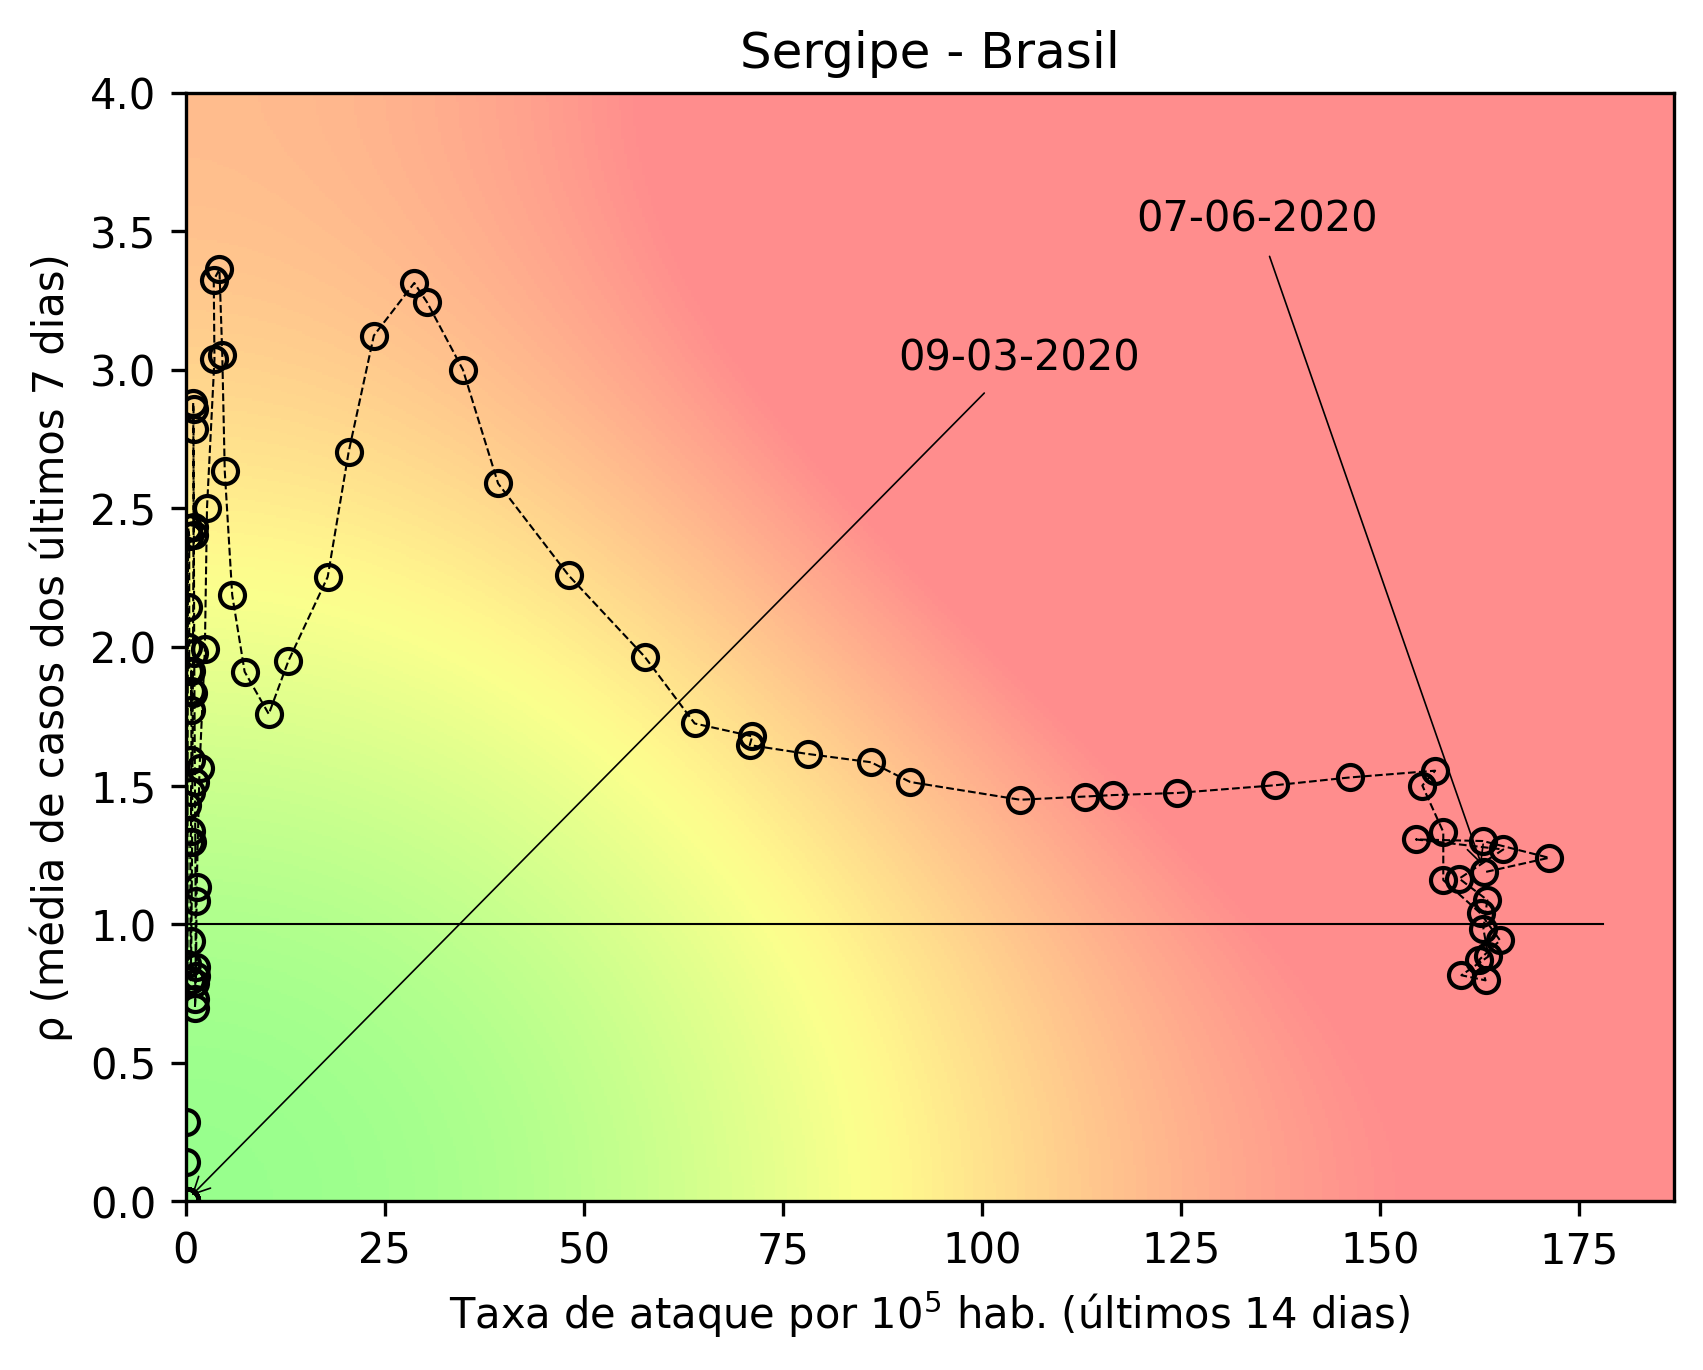 Sergipe - Brasil
4.0
3.5
3.0
2.5
2.0
1.5
1.0
0.5
0.0
ρ (média de casos dos últimos 7 dias)
07-06-2020
09-03-2020
0 25 50 75 100 125 150 175
Taxa de ataque por 10⁵ hab. (últimos 14 dias)